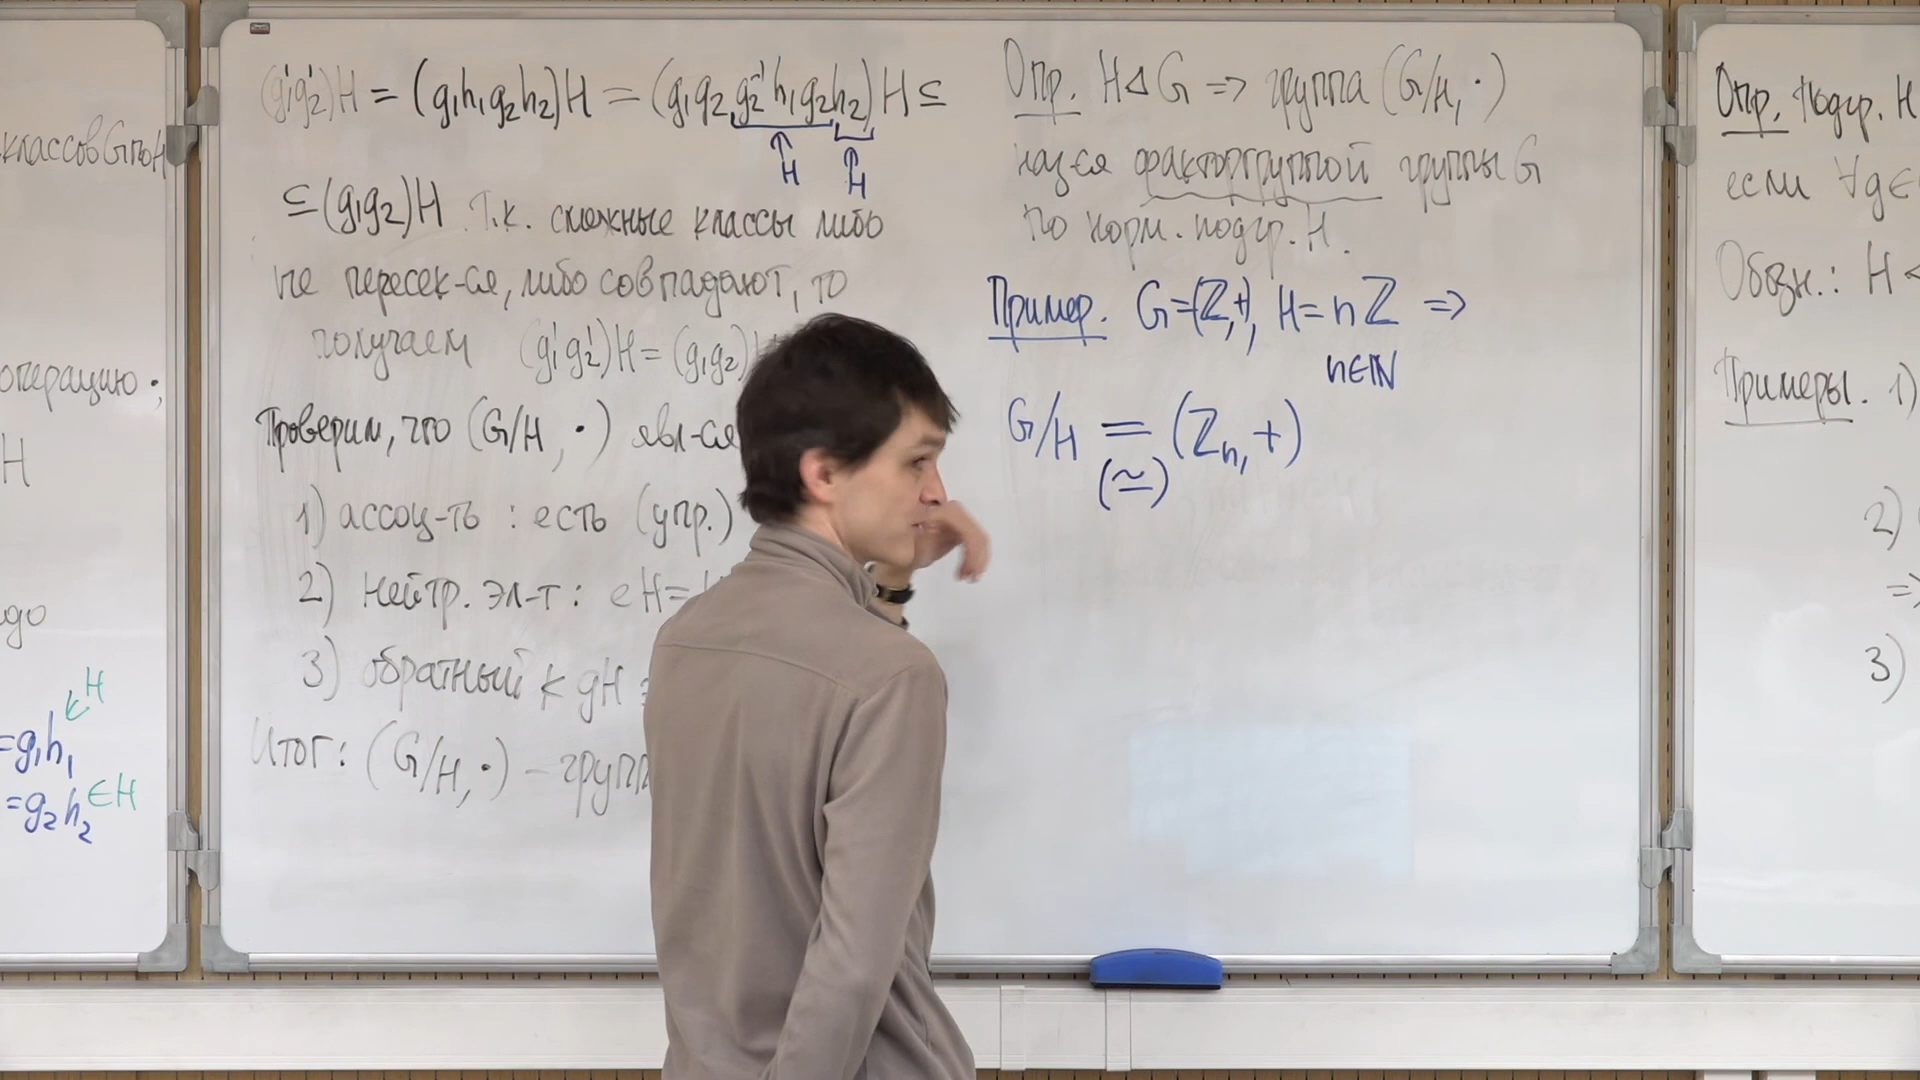 классов G по H
операцию ·
H
=g₁h₁
H
=g₂h₂ ∈H
(g₁'g₂')H = (g₁h₁g₂h₂)H = (g₁g₂g₂⁻¹h₁g₂h₂)H ⊆
H H
⊆(g₁g₂)H т.к. смежные классы либо
не пересек-ся, либо совпадают, то
получаем (g₁'g₂')H = (g₁g₂)
Проверим, что (G/H, ·) явл-ся
1) ассоц-ть : есть (упр.)
2) нейтр. эл-т : eH=
3) обратный к gH
Итог: (G/H, ·) –
Опр. H⊲G => группа (G/H, ·)
наз-ся факторгруппой группы G
по норм. подгр. H.
Пример. G=(ℤ,+), H=nℤ =>
n∈ℕ
G/H = (ℤₙ, +)
(≃)
Опр. Подгр. H
если ∀g∈
Обозн.: H ⊲
Примеры. 1)
2)
=>
3)